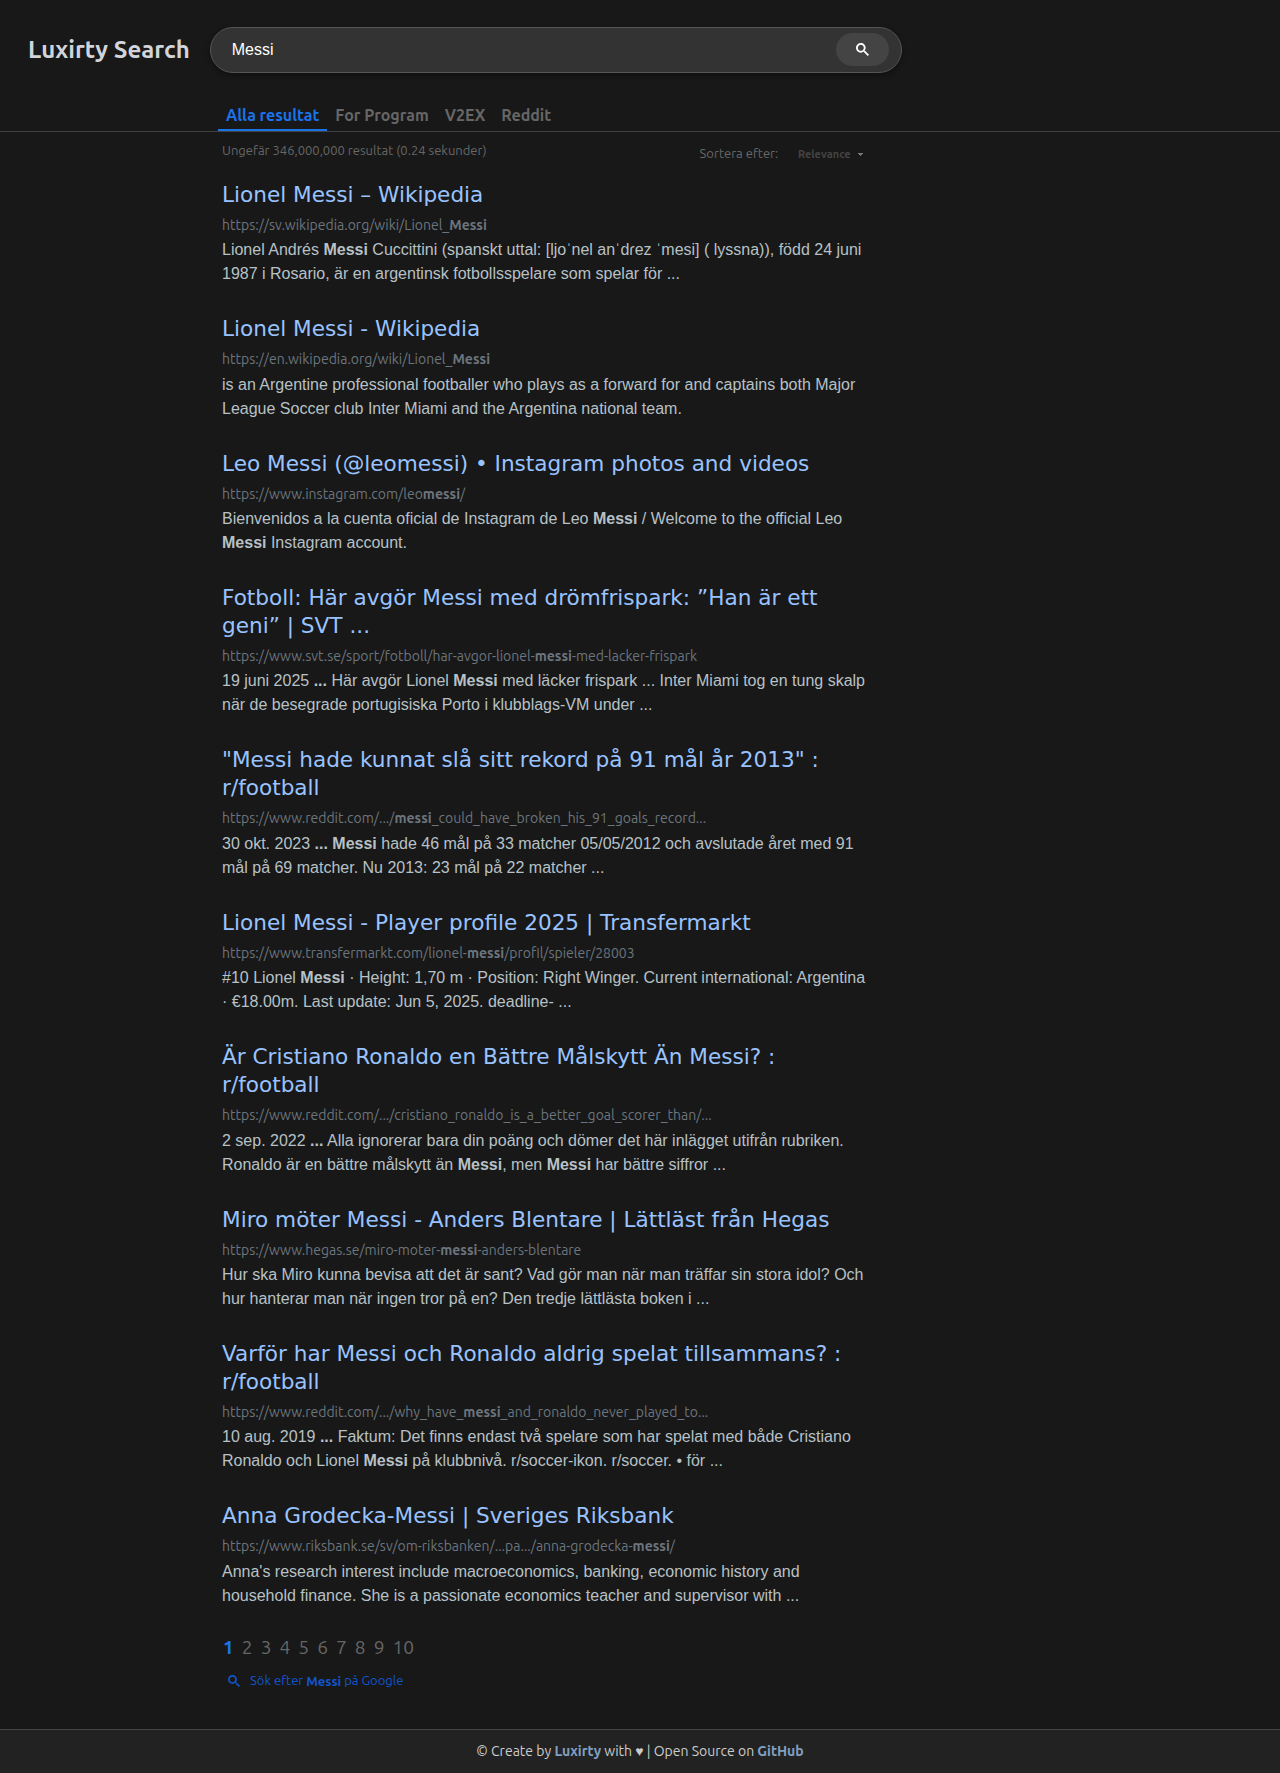 Luxirty Search
Messi
Alla resultat For Program V2EX Reddit
Ungefär 346,000,000 resultat (0.24 sekunder)
Sortera efter: Relevance
Lionel Messi – Wikipedia
https://sv.wikipedia.org/wiki/Lionel_Messi
Lionel Andrés Messi Cuccittini (spanskt uttal: [ljoˈnel anˈdɾez ˈmesi] ( lyssna)), född 24 juni
1987 i Rosario, är en argentinsk fotbollsspelare som spelar för ...
Lionel Messi - Wikipedia
https://en.wikipedia.org/wiki/Lionel_Messi
is an Argentine professional footballer who plays as a forward for and captains both Major
League Soccer club Inter Miami and the Argentina national team.
Leo Messi (@leomessi) • Instagram photos and videos
https://www.instagram.com/leomessi/
Bienvenidos a la cuenta oficial de Instagram de Leo Messi / Welcome to the official Leo
Messi Instagram account.
Fotboll: Här avgör Messi med drömfrispark: ”Han är ett
geni” | SVT ...
https://www.svt.se/sport/fotboll/har-avgor-lionel-messi-med-lacker-frispark
19 juni 2025 ... Här avgör Lionel Messi med läcker frispark ... Inter Miami tog en tung skalp
när de besegrade portugisiska Porto i klubblags-VM under ...
"Messi hade kunnat slå sitt rekord på 91 mål år 2013" :
r/football
https://www.reddit.com/.../messi_could_have_broken_his_91_goals_record...
30 okt. 2023 ... Messi hade 46 mål på 33 matcher 05/05/2012 och avslutade året med 91
mål på 69 matcher. Nu 2013: 23 mål på 22 matcher ...
Lionel Messi - Player profile 2025 | Transfermarkt
https://www.transfermarkt.com/lionel-messi/profil/spieler/28003
#10 Lionel Messi · Height: 1,70 m · Position: Right Winger. Current international: Argentina
· €18.00m. Last update: Jun 5, 2025. deadline- ...
Är Cristiano Ronaldo en Bättre Målskytt Än Messi? :
r/football
https://www.reddit.com/.../cristiano_ronaldo_is_a_better_goal_scorer_than/...
2 sep. 2022 ... Alla ignorerar bara din poäng och dömer det här inlägget utifrån rubriken.
Ronaldo är en bättre målskytt än Messi, men Messi har bättre siffror ...
Miro möter Messi - Anders Blentare | Lättläst från Hegas
https://www.hegas.se/miro-moter-messi-anders-blentare
Hur ska Miro kunna bevisa att det är sant? Vad gör man när man träffar sin stora idol? Och
hur hanterar man när ingen tror på en? Den tredje lättlästa boken i ...
Varför har Messi och Ronaldo aldrig spelat tillsammans? :
r/football
https://www.reddit.com/.../why_have_messi_and_ronaldo_never_played_to...
10 aug. 2019 ... Faktum: Det finns endast två spelare som har spelat med både Cristiano
Ronaldo och Lionel Messi på klubbnivå. r/soccer-ikon. r/soccer. • för ...
Anna Grodecka-Messi | Sveriges Riksbank
https://www.riksbank.se/sv/om-riksbanken/...pa.../anna-grodecka-messi/
Anna's research interest include macroeconomics, banking, economic history and
household finance. She is a passionate economics teacher and supervisor with ...
1 2 3 4 5 6 7 8 9 10
Sök efter Messi på Google
© Create by Luxirty with ♥ | Open Source on GitHub